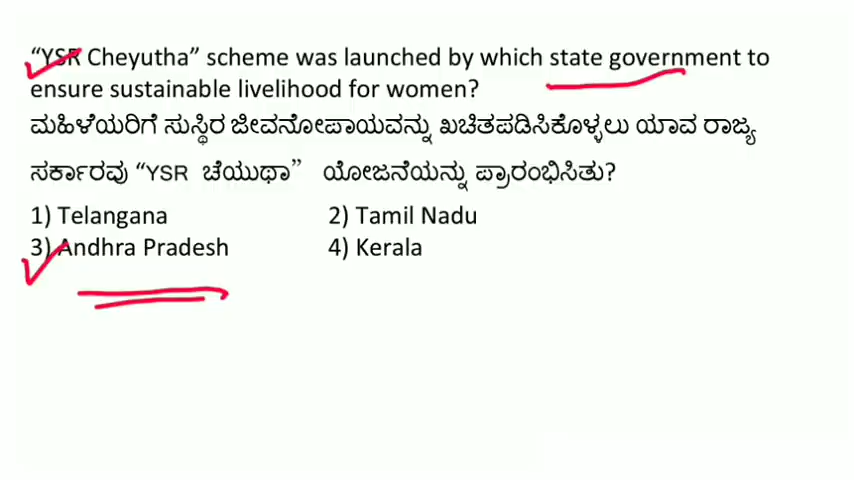 “YSR Cheyutha” scheme was launched by which state government to
ensure sustainable livelihood for women?
ಮಹಿಳೆಯರಿಗೆ ಸುಸ್ಥಿರ ಜೀವನೋಪಾಯವನ್ನು ಖಚಿತಪಡಿಸಿಕೊಳ್ಳಲು ಯಾವ ರಾಜ್ಯ
ಸರ್ಕಾರವು “YSR ಚೆಯುಥಾ” ಯೋಜನೆಯನ್ನು ಪ್ರಾರಂಭಿಸಿತು?
1) Telangana 2) Tamil Nadu
3) Andhra Pradesh 4) Kerala